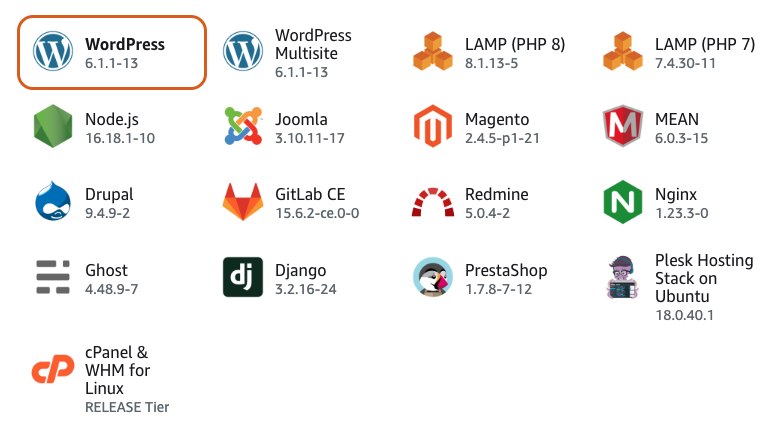 WordPress
6.1.1-13
WordPress
Multisite
6.1.1-13
LAMP (PHP 8)
8.1.13-5
LAMP (PHP 7)
7.4.30-11
Node.js
16.18.1-10
Joomla
3.10.11-17
Magento
2.4.5-p1-21
MEAN
6.0.3-15
Drupal
9.4.9-2
GitLab CE
15.6.2-ce.0-0
Redmine
5.0.4-2
Nginx
1.23.3-0
Ghost
4.48.9-7
dj
Django
3.2.16-24
PrestaShop
1.7.8-7-12
Plesk Hosting
Stack on
Ubuntu
18.0.40.1
cP
cPanel &
WHM for
Linux
RELEASE Tier